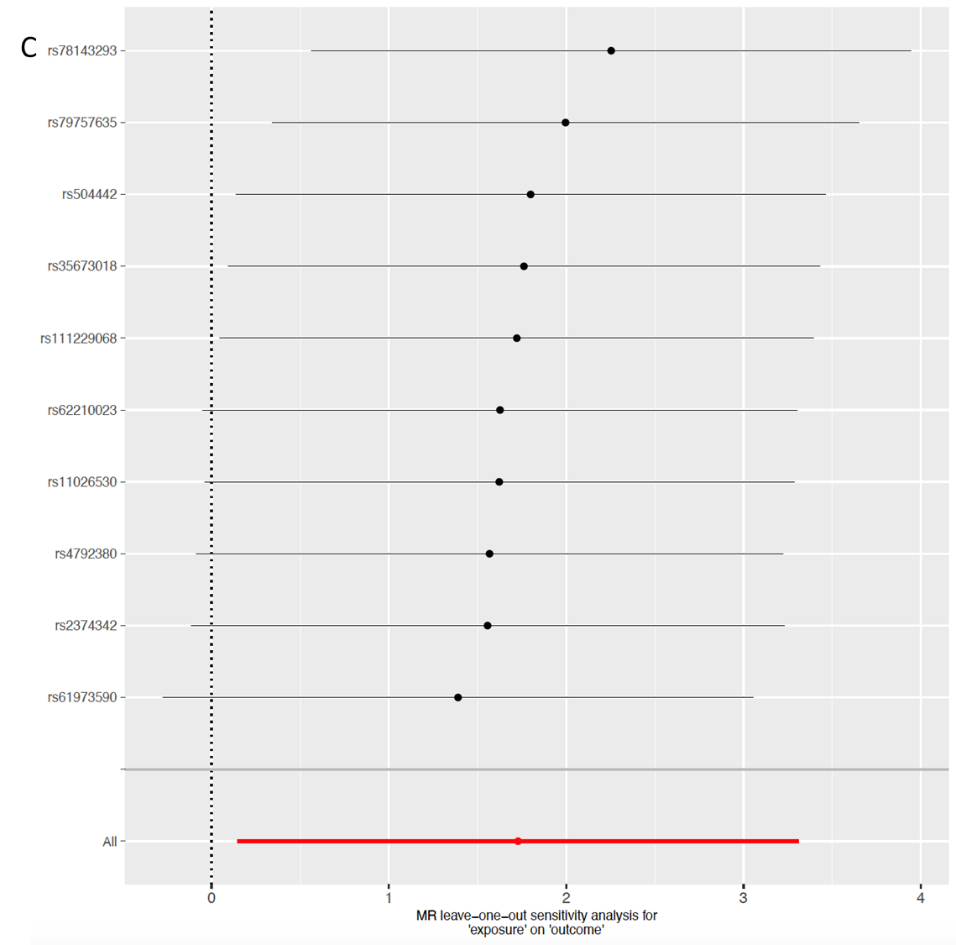 C
rs78143293
rs79757635
rs504442
rs35673018
rs111229068
rs62210023
rs11026530
rs4792380
rs2374342
rs61973590
All
0 1 2 3 4
MR leave−one−out sensitivity analysis for
'exposure' on 'outcome'